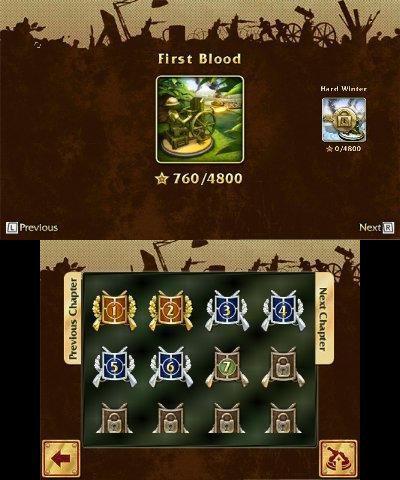 First Blood
Hard Winter
0/4800
760/4800
L Previous
Next R
Previous Chapter
Next Chapter
1 2 3 4
5 6 7